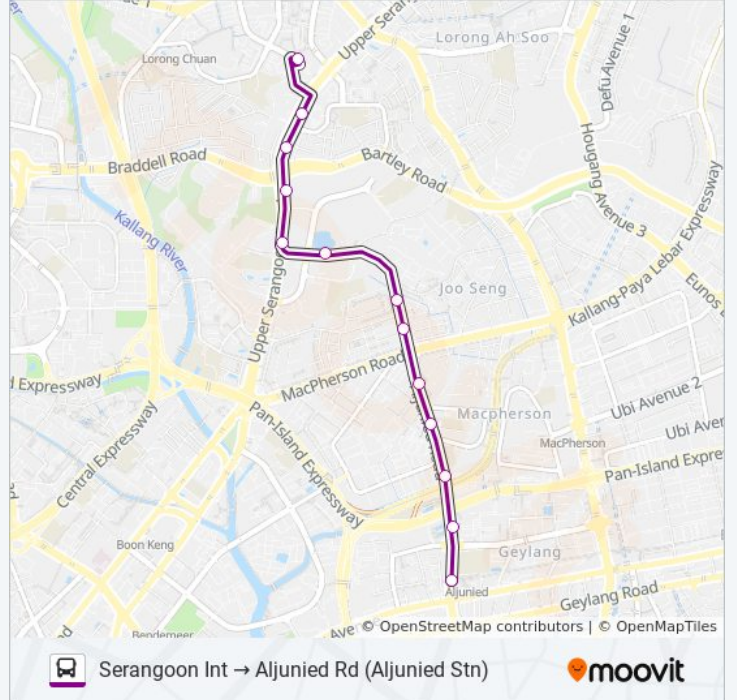 Lorong Chuan
Upper Seran
Lorong Ah Soo
Defu Avenue 1
Braddell Road
Bartley Road
Hougang Avenue 3
Kallang River
Upper Serangoo
Joo Seng
Kallang-Paya Lebar Expressway
Eunos
MacPherson Road
Expressway
Central Expressway
Pan-Island Expressway
Macpherson
Ubi Avenue 2
Ubi Aver
MacPherson
Pan-Island Expre
Boon Keng
Geylang
Aljunied
Geylang Road
Bendemeer
Ave
© OpenStreetMap contributors | © OpenMapTiles
Serangoon Int → Aljunied Rd (Aljunied Stn)
moovit